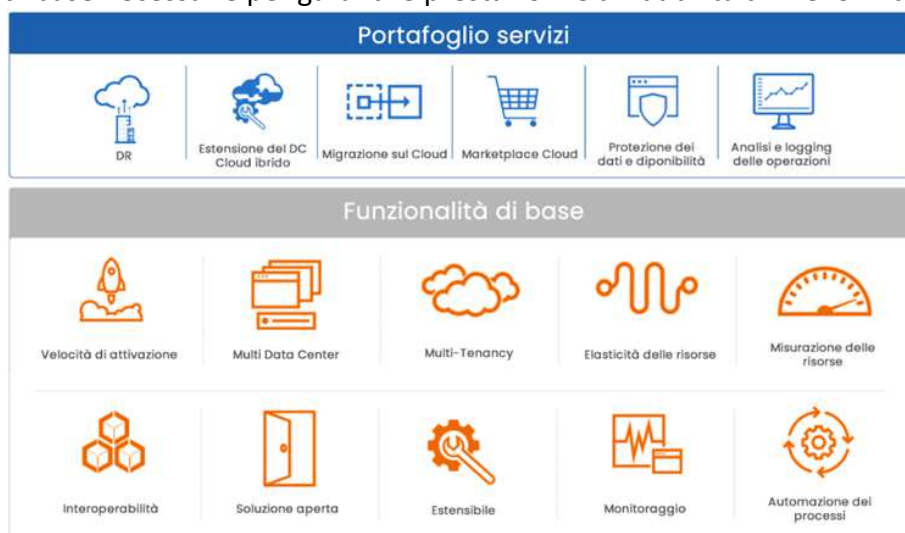 Portafoglio servizi
DR
Estensione del DC
Cloud ibrido
Migrazione sul Cloud
Marketplace Cloud
Protezione dei
dati e diponibilità
Analisi e logging
delle operazioni
Funzionalità di base
Velocità di attivazione
Multi Data Center
Multi-Tenancy
Elasticità delle risorse
Misurazione delle
risorse
Interoperabilità
Soluzione aperta
Estensibile
Monitoraggio
Automazione dei
processi